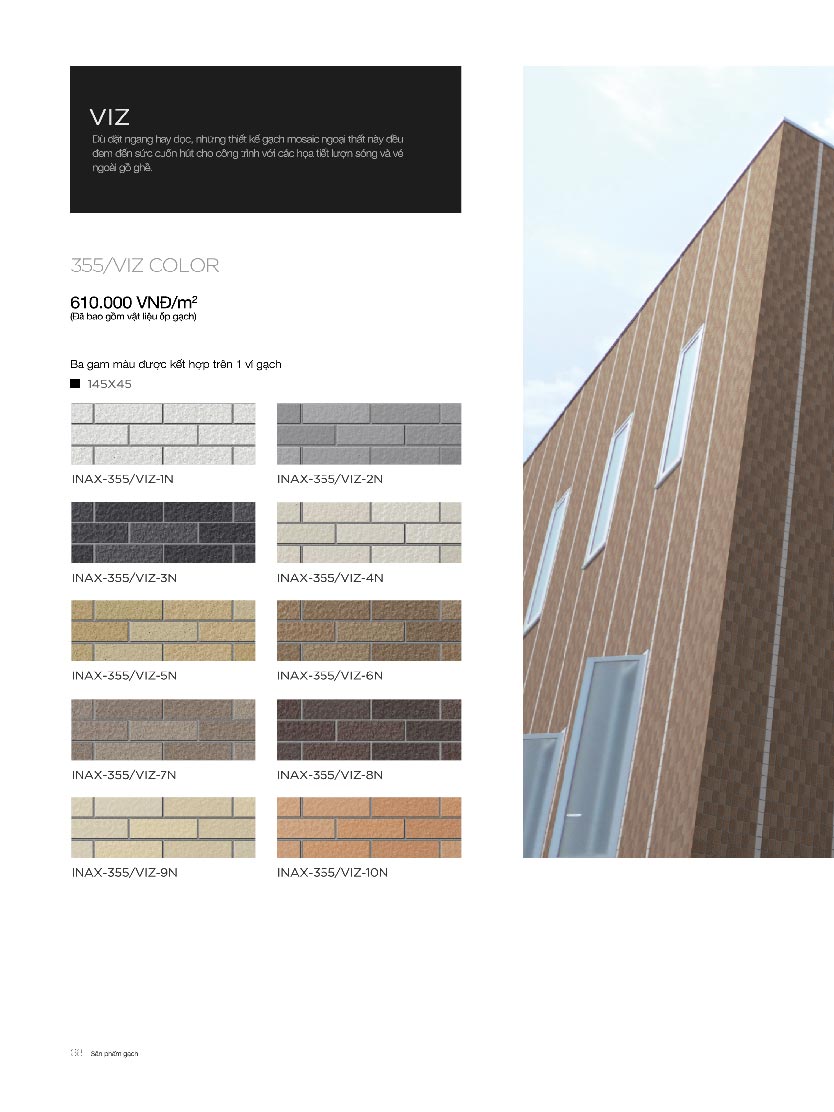 VIZ
Dù đặt ngang hay dọc, những thiết kế gạch mosaic ngoại thất này đều
đem đến sức cuốn hút cho công trình với các họa tiết lượn sóng và vẻ
ngoài gồ ghề.
355/VIZ COLOR
610.000 VNĐ/m²
(Đã bao gồm vật liệu ốp gạch)
Ba gam màu được kết hợp trên 1 vỉ gạch
145X45
INAX-355/VIZ-1N
INAX-355/VIZ-2N
INAX-355/VIZ-3N
INAX-355/VIZ-4N
INAX-355/VIZ-5N
INAX-355/VIZ-6N
INAX-355/VIZ-7N
INAX-355/VIZ-8N
INAX-355/VIZ-9N
INAX-355/VIZ-10N
Sản phẩm gạch